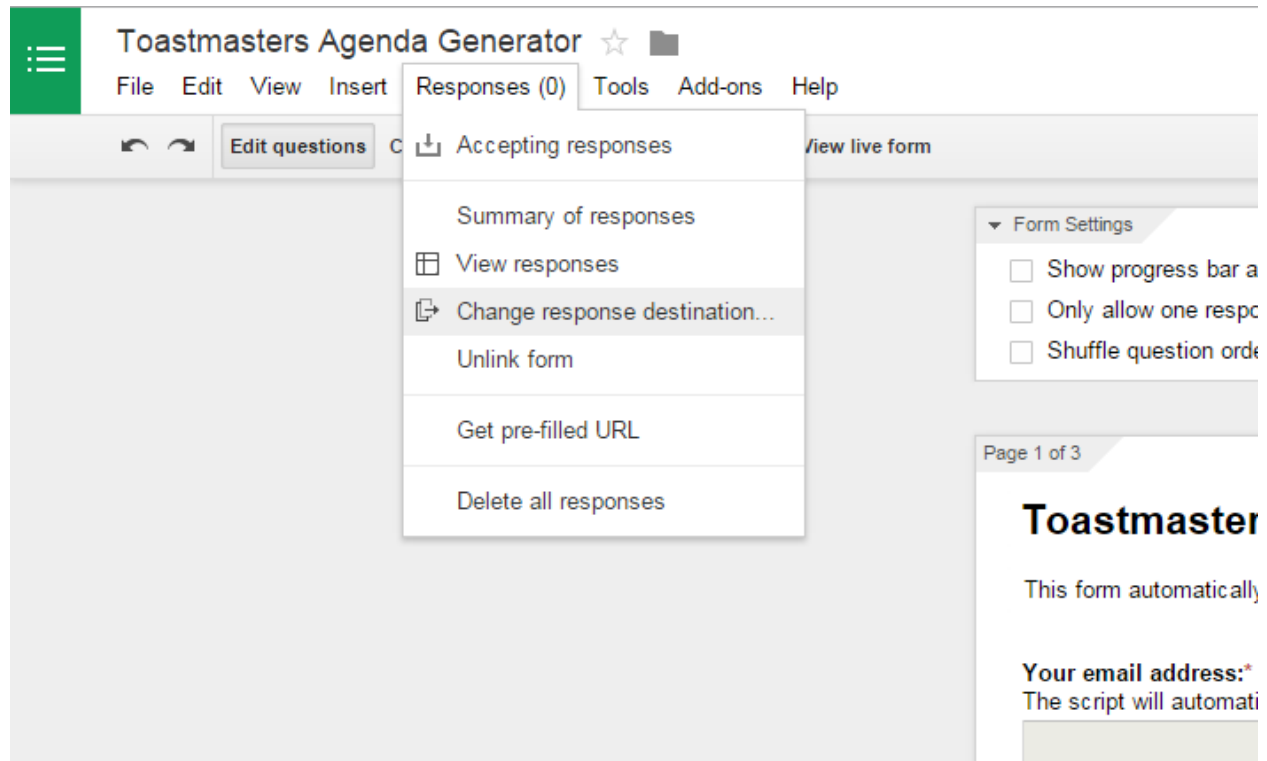 Toastmasters Agenda Generator
File Edit View Insert Responses (0) Tools Add-ons Help
Edit questions C View live form
Accepting responses
Summary of responses
View responses
Change response destination...
Unlink form
Get pre-filled URL
Delete all responses
Form Settings
Show progress bar a
Only allow one respo
Shuffle question orde
Page 1 of 3
Toastmaster
This form automatically
Your email address:*
The script will automati